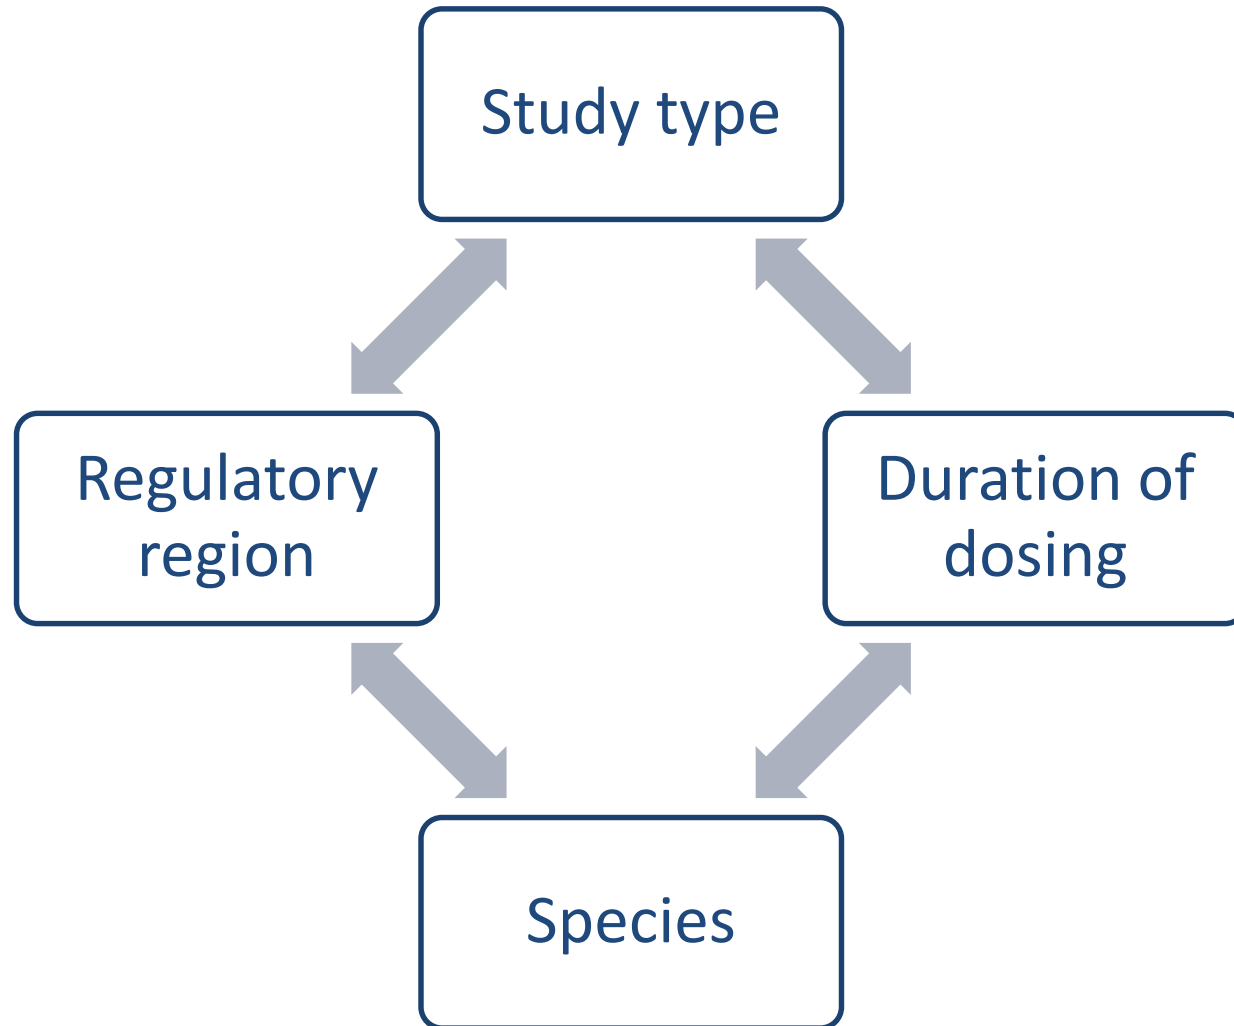 Study type
Regulatory
region
Duration of
dosing
Species